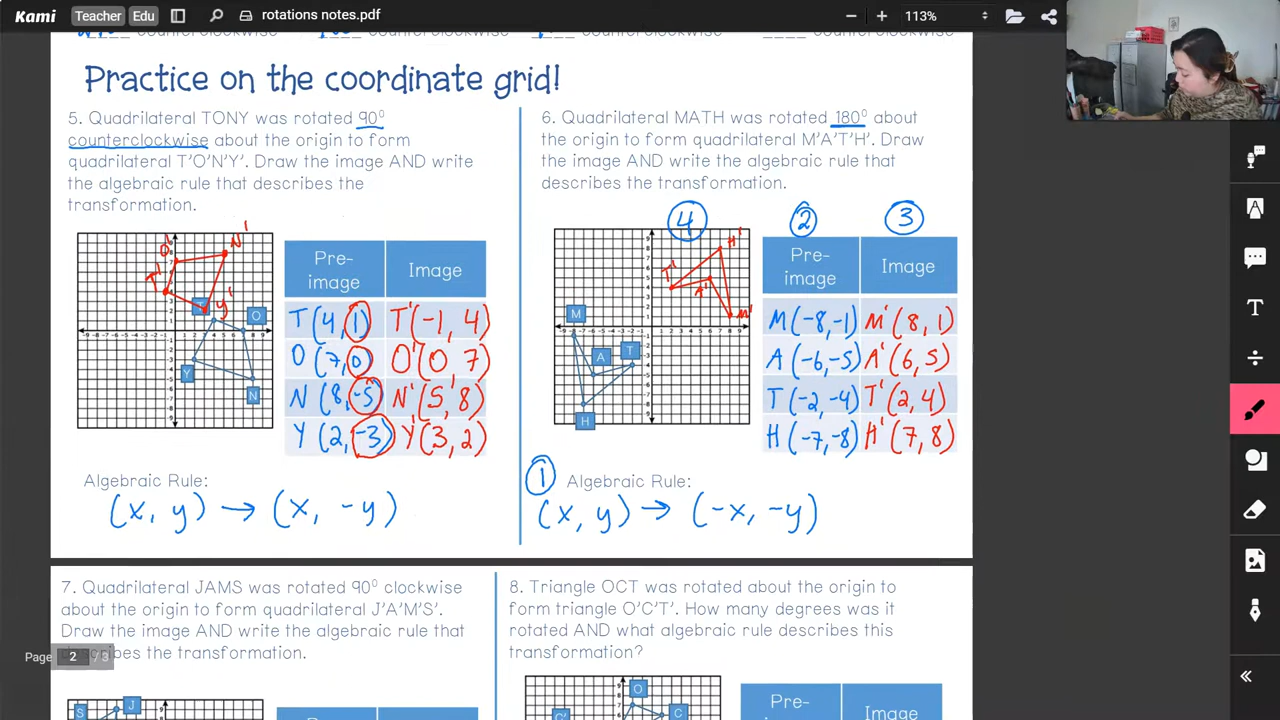 Kami Teacher Edu rotations notes.pdf 113%
counterclockwise counterclockwise counterclockwise counterclockwise
Practice on the coordinate grid!
5. Quadrilateral TONY was rotated 90⁰
counterclockwise about the origin to form
quadrilateral T'O'N'Y'. Draw the image AND write
the algebraic rule that describes the
transformation.
O' N'
T' Y'
T O
Y N
Pre-image Image
T(4, 1) T'(-1, 4)
O(7, 0) O'(0, 7)
N(8, -5) N'(5, 8)
Y(2, -3) Y'(3, 2)
Algebraic Rule:
(x, y) → (x, -y)
6. Quadrilateral MATH was rotated 180⁰ about
the origin to form quadrilateral M'A'T'H'. Draw
the image AND write the algebraic rule that
describes the transformation.
4 2 3
H'
T' A' M'
M
A T
H
Pre-image Image
M(-8, -1) M'(8, 1)
A(-6, -5) A'(6, 5)
T(-2, -4) T'(2, 4)
H(-7, -8) H'(7, 8)
1 Algebraic Rule:
(x, y) → (-x, -y)
7. Quadrilateral JAMS was rotated 90⁰ clockwise
about the origin to form quadrilateral J'A'M'S'.
Draw the image AND write the algebraic rule that
describes the transformation.
S J
8. Triangle OCT was rotated about the origin to
form triangle O'C'T'. How many degrees was it
rotated AND what algebraic rule describes this
transformation?
O
C' C
Pre-
Image
Page 2 / 3